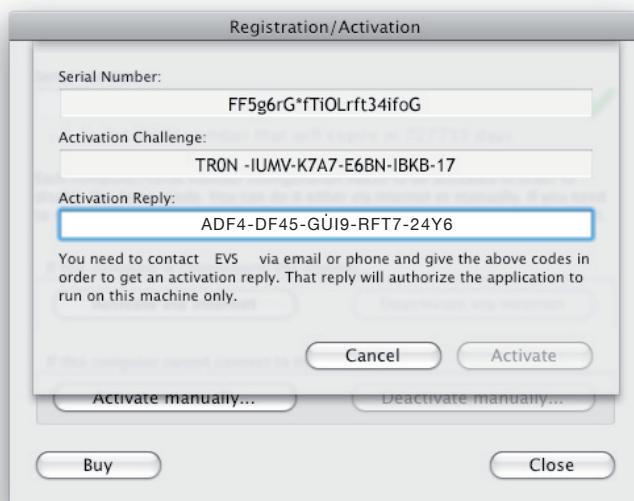 Registration/Activation
Serial Number:
FF5g6rG*fTiOLrft34ifoG
Activation Challenge:
TR0N -IUMV-K7A7-E6BN-IBKB-17
Activation Reply:
ADF4-DF45-GU̇I9-RFT7-24Y6
You need to contact EVS via email or phone and give the above codes in
order to get an activation reply. That reply will authorize the application to
run on this machine only.
Cancel
Activate
Activate manually...
Deactivate manually...
Buy
Close